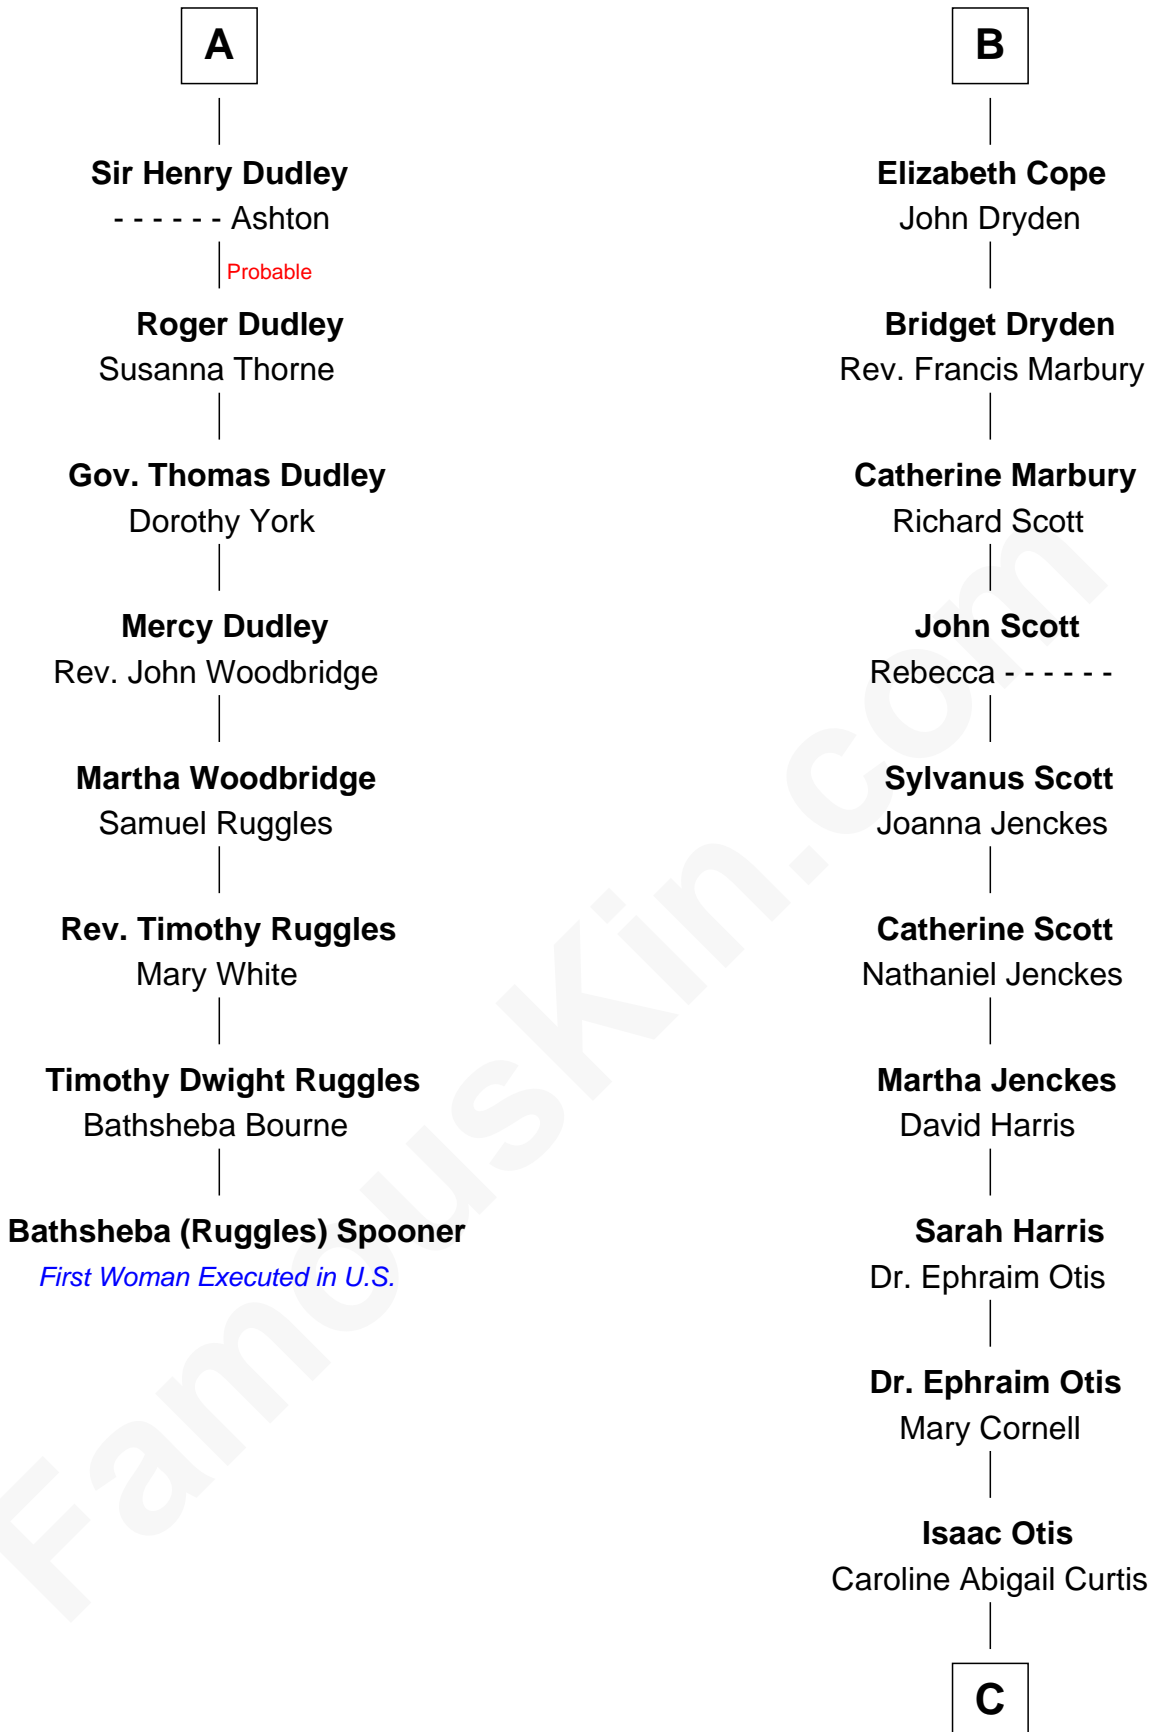 A
Sir Henry Dudley
- - - - - - Ashton
Probable
Roger Dudley
Susanna Thorne
Gov. Thomas Dudley
Dorothy York
Mercy Dudley
Rev. John Woodbridge
Martha Woodbridge
Samuel Ruggles
Rev. Timothy Ruggles
Mary White
Timothy Dwight Ruggles
Bathsheba Bourne
Bathsheba (Ruggles) Spooner
First Woman Executed in U.S.
B
Elizabeth Cope
John Dryden
Bridget Dryden
Rev. Francis Marbury
Catherine Marbury
Richard Scott
John Scott
Rebecca - - - - - -
Sylvanus Scott
Joanna Jenckes
Catherine Scott
Nathaniel Jenckes
Martha Jenckes
David Harris
Sarah Harris
Dr. Ephraim Otis
Dr. Ephraim Otis
Mary Cornell
Isaac Otis
Caroline Abigail Curtis
C
FamousKin.com